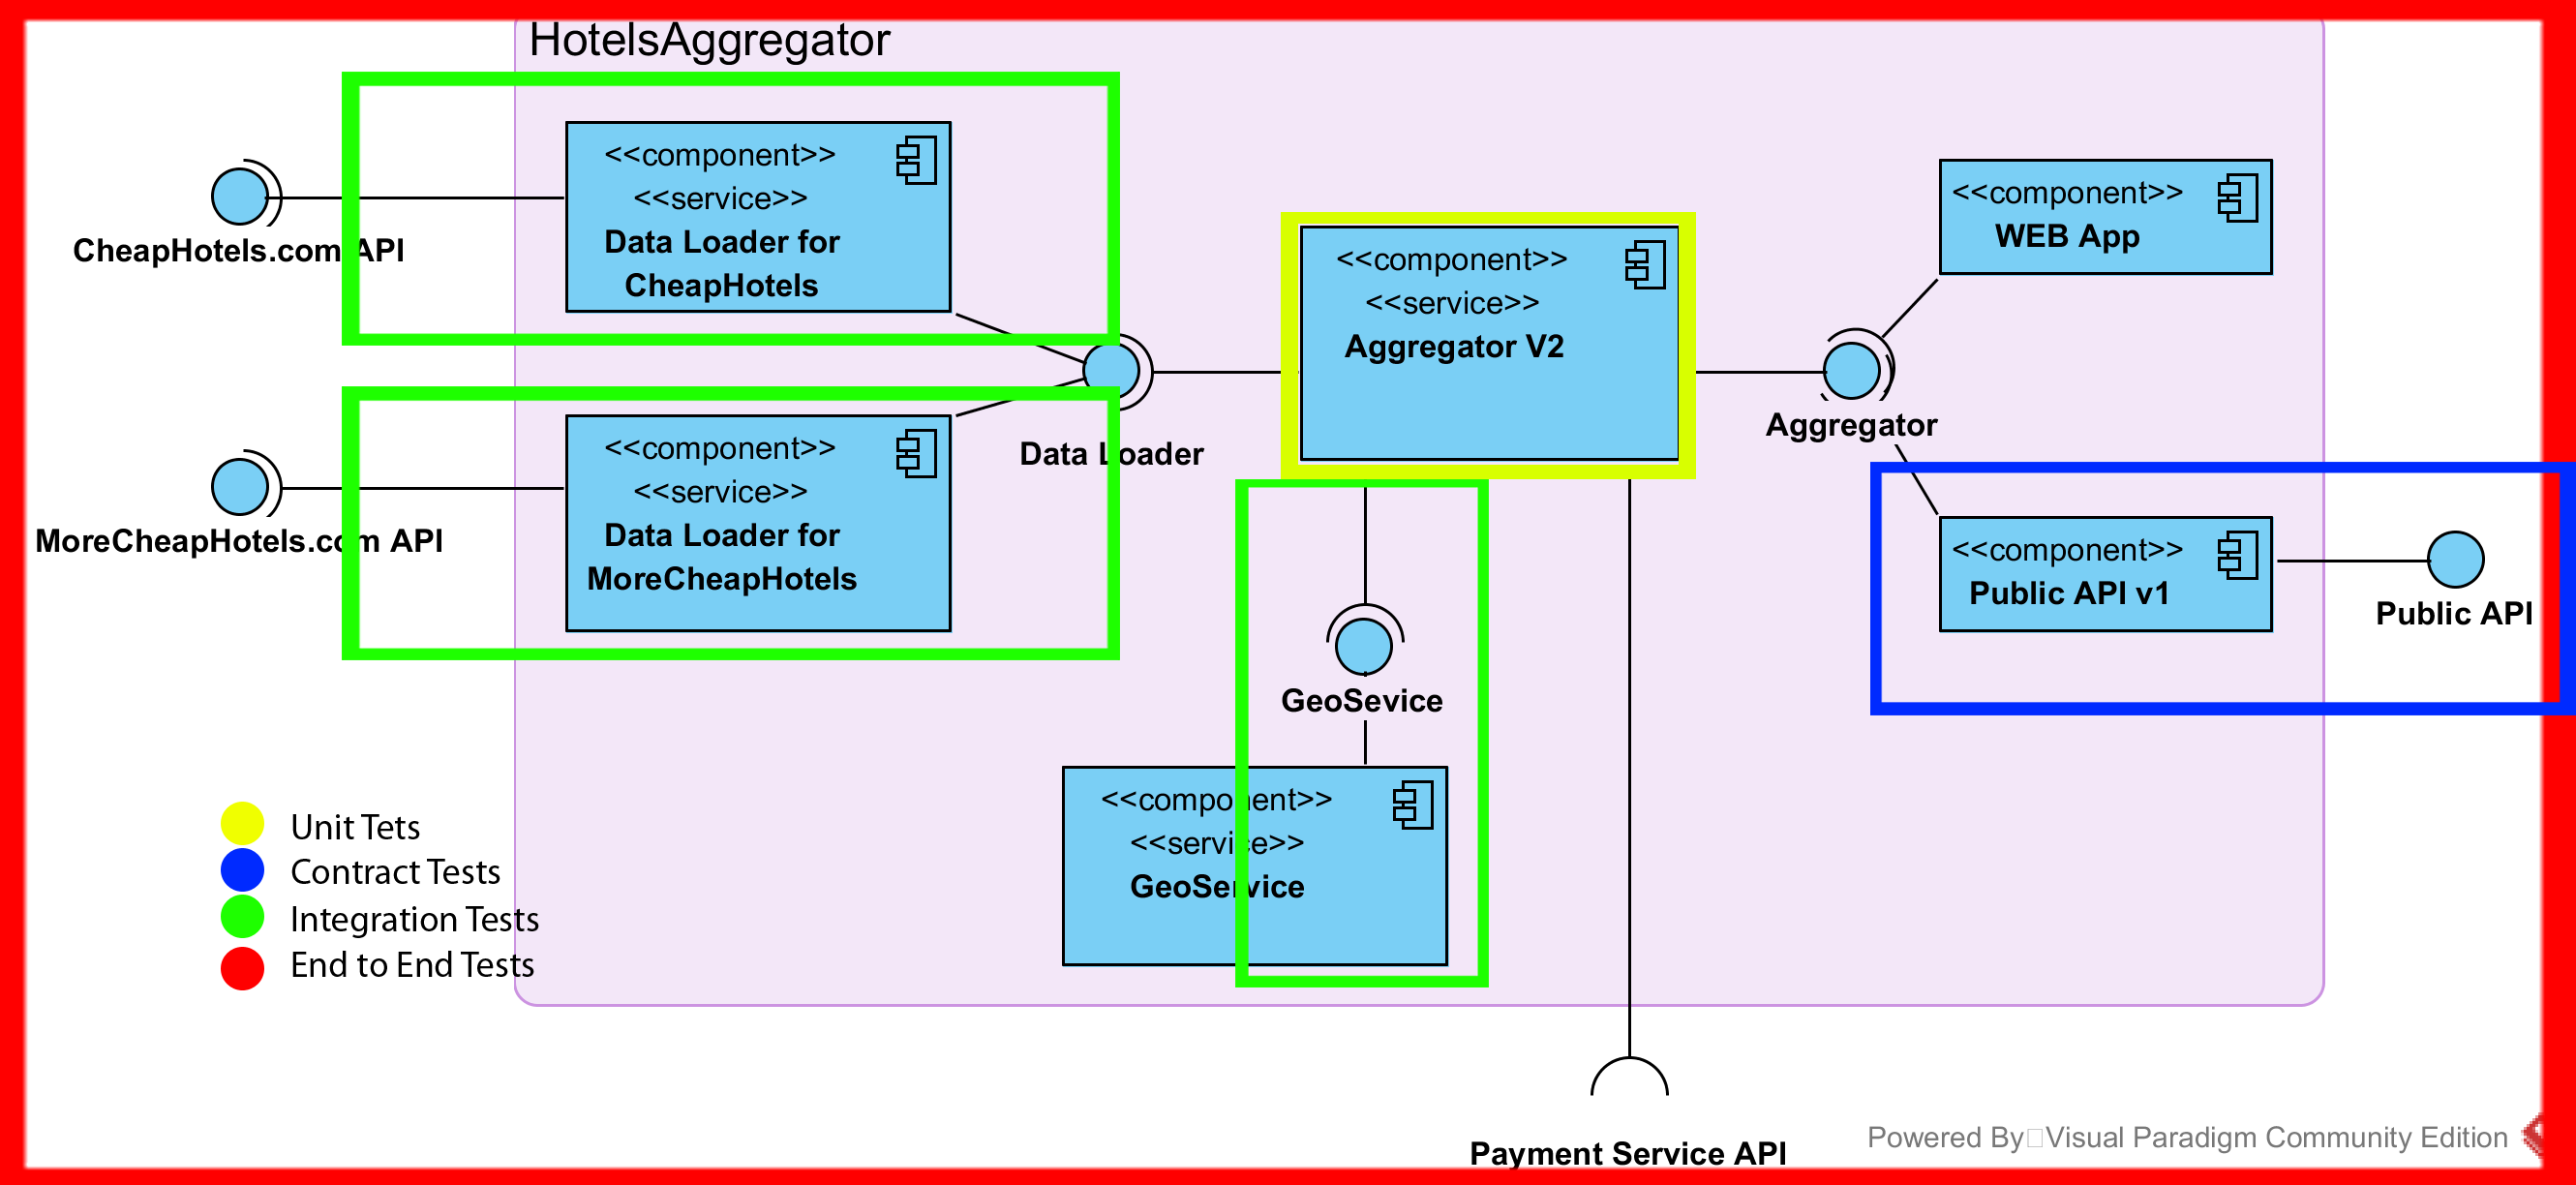 HotelsAggregator
<<component>>
<<service>>
Data Loader for
CheapHotels
CheapHotels.com API
<<component>>
WEB App
<<component>>
<<service>>
Aggregator V2
Aggregator
Data Loader
<<component>>
<<service>>
Data Loader for
MoreCheapHotels
MoreCheapHotels.com API
<<component>>
Public API v1
Public API
GeoSevice
<<component>>
<<service>>
GeoService
Unit Tets
Contract Tests
Integration Tests
End to End Tests
Payment Service API
Powered By Visual Paradigm Community Edition